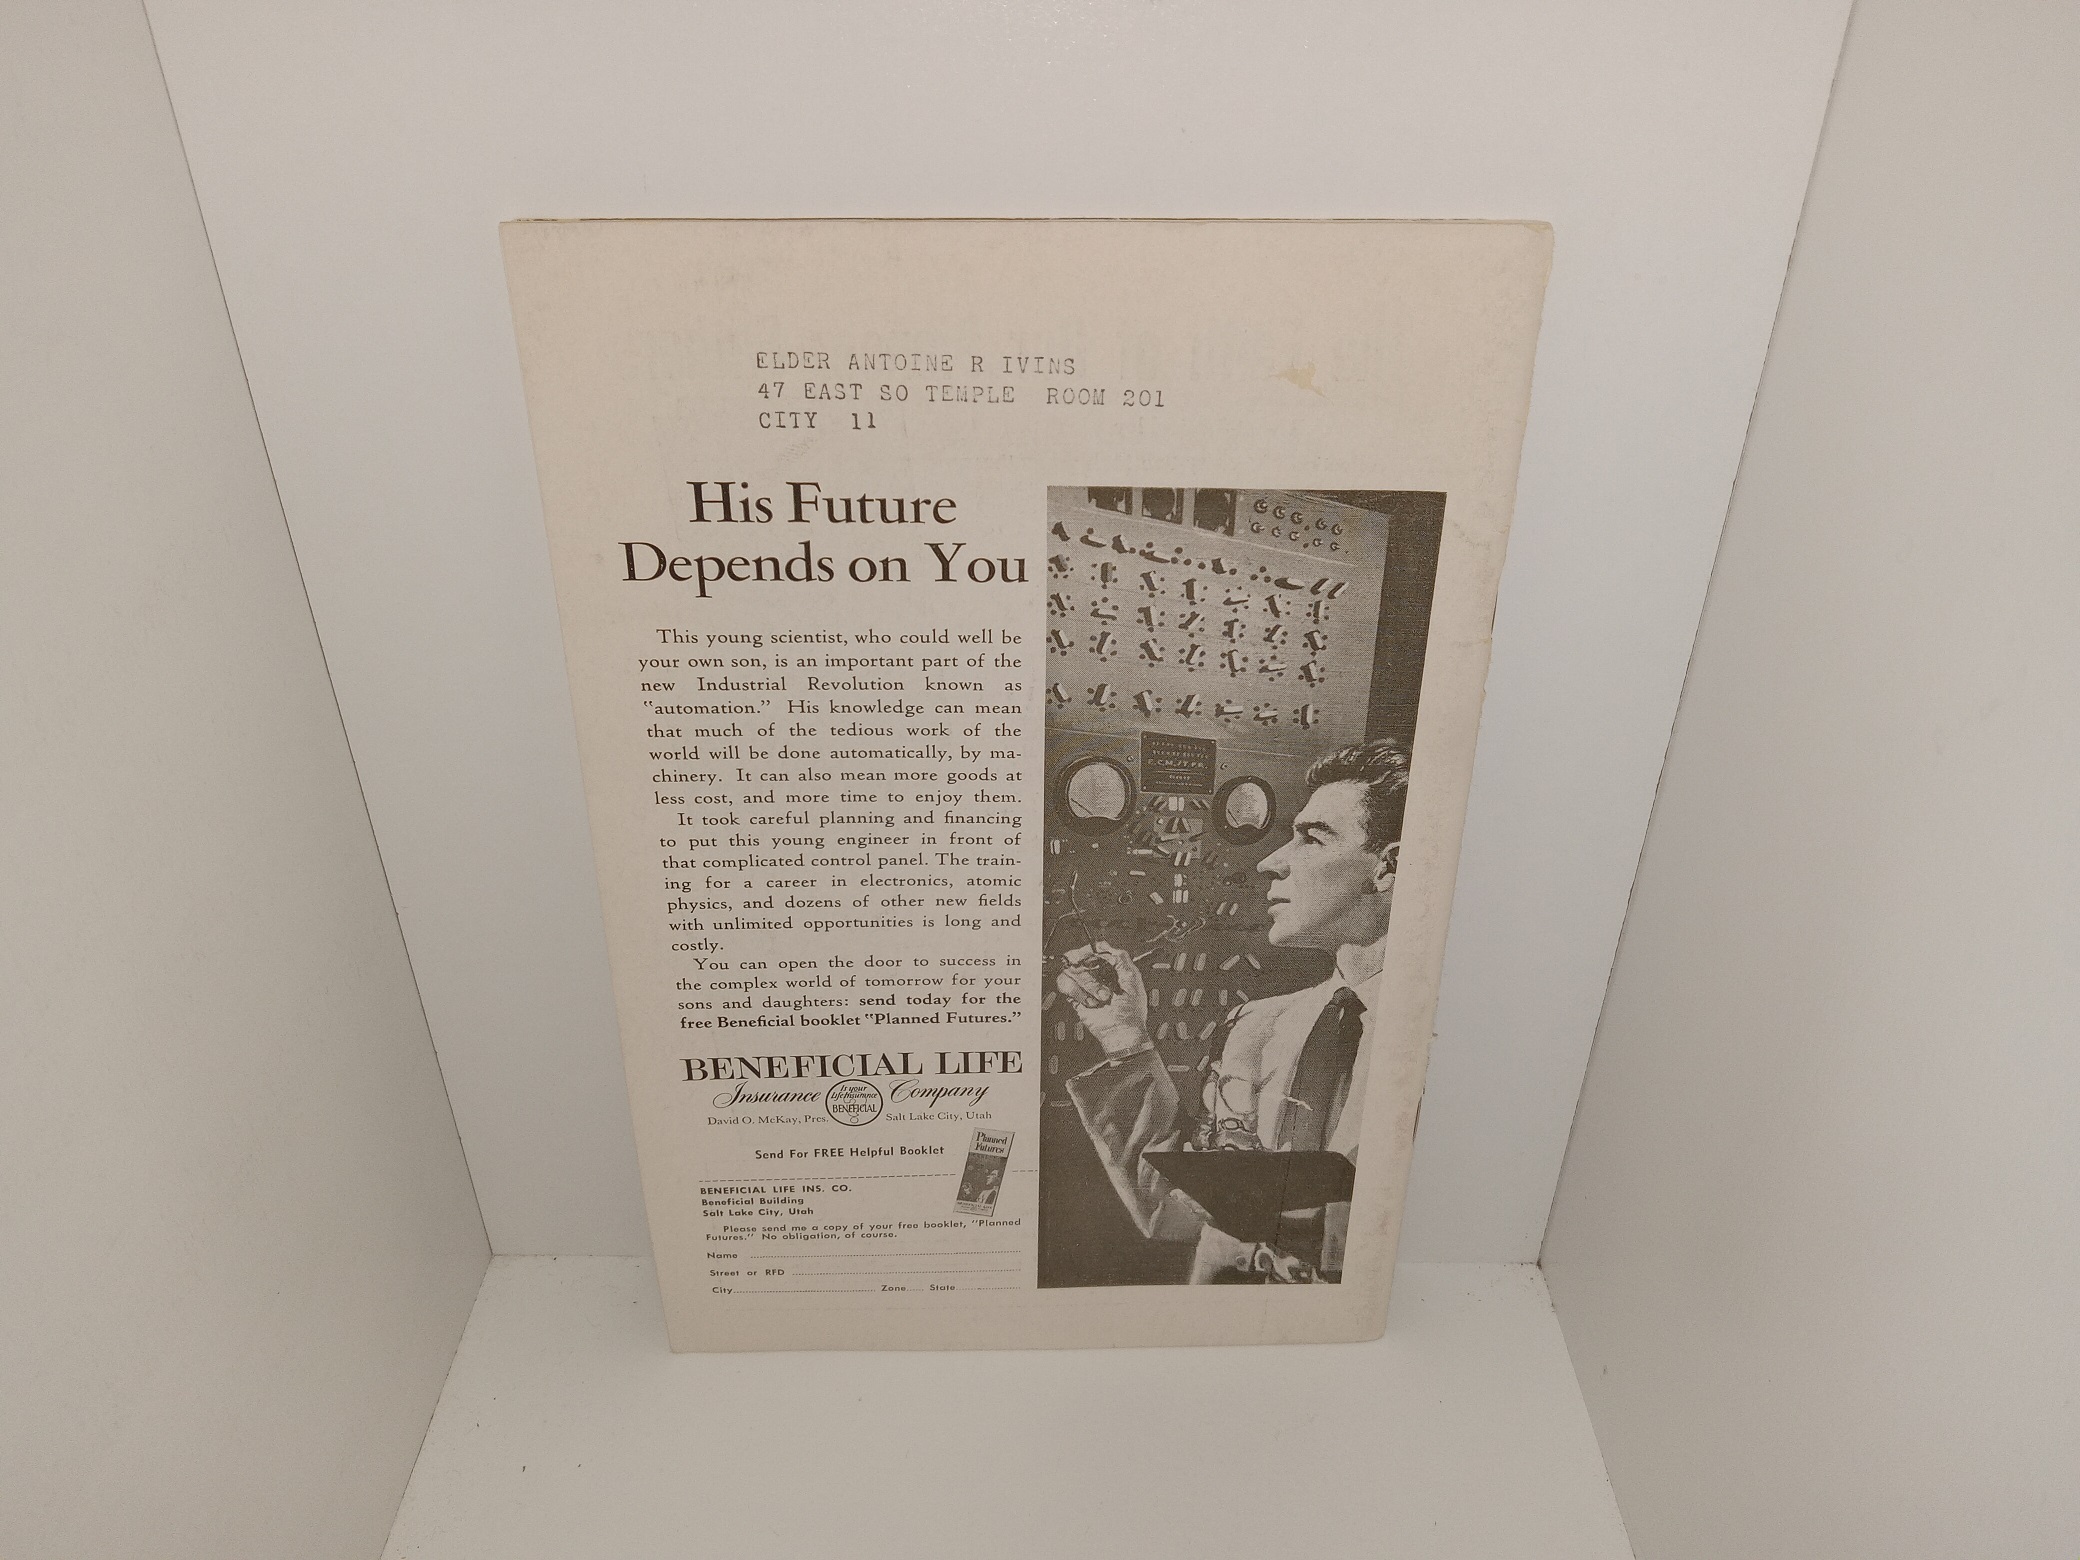 ELDER ANTOINE R IVINS
47 EAST SO TEMPLE ROOM 201
CITY 11
His Future
Depends on You
This young scientist, who could well be
your own son, is an important part of the
new Industrial Revolution known as
"automation." His knowledge can mean
that much of the tedious work of the
world will be done automatically, by ma-
chinery. It can also mean more goods at
less cost, and more time to enjoy them.
It took careful planning and financing
to put this young engineer in front of
that complicated control panel. The train-
ing for a career in electronics, atomic
physics, and dozens of other new fields
with unlimited opportunities is long and
costly.
You can open the door to success in
the complex world of tomorrow for your
sons and daughters: send today for the
free Beneficial booklet "Planned Futures."
BENEFICIAL LIFE
Insurance Company
Is your
Life Insurance
BENEFICIAL
David O. McKay, Pres. Salt Lake City, Utah
Planned
Futures
Send For FREE Helpful Booklet
BENEFICIAL LIFE INS. CO.
Beneficial Building
Salt Lake City, Utah
Please send me a copy of your free booklet, "Planned
Futures." No obligation, of course.
Name
Street or RFD
City Zone State